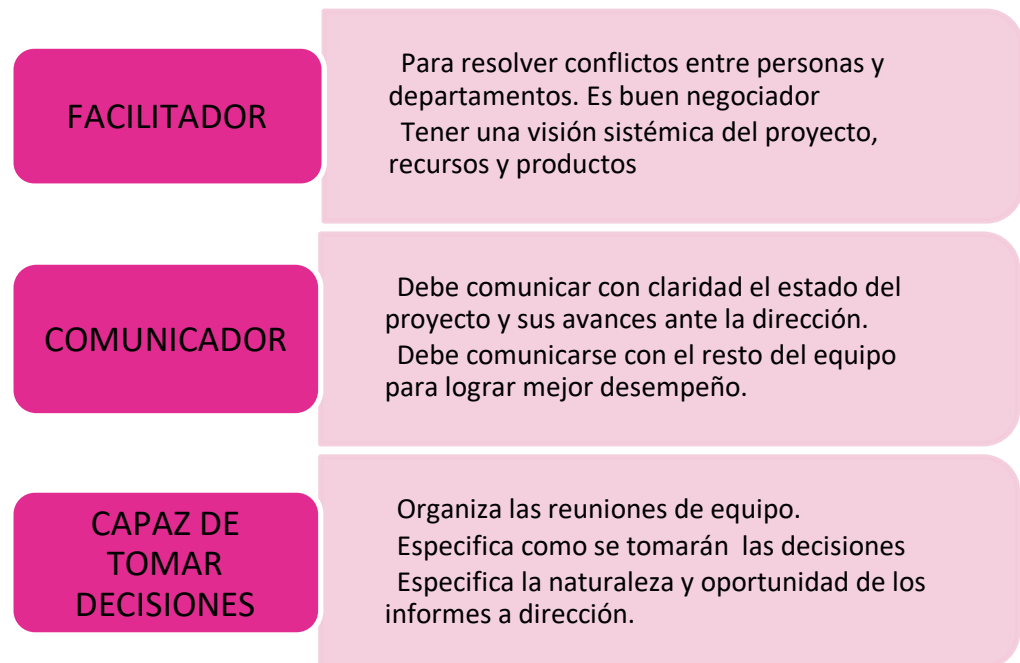 FACILITADOR
Para resolver conflictos entre personas y
departamentos. Es buen negociador
Tener una visión sistémica del proyecto,
recursos y productos
COMUNICADOR
Debe comunicar con claridad el estado del
proyecto y sus avances ante la dirección.
Debe comunicarse con el resto del equipo
para lograr mejor desempeño.
CAPAZ DE
TOMAR
DECISIONES
Organiza las reuniones de equipo.
Especifica como se tomarán  las decisiones
Especifica la naturaleza y oportunidad de los
informes a dirección.